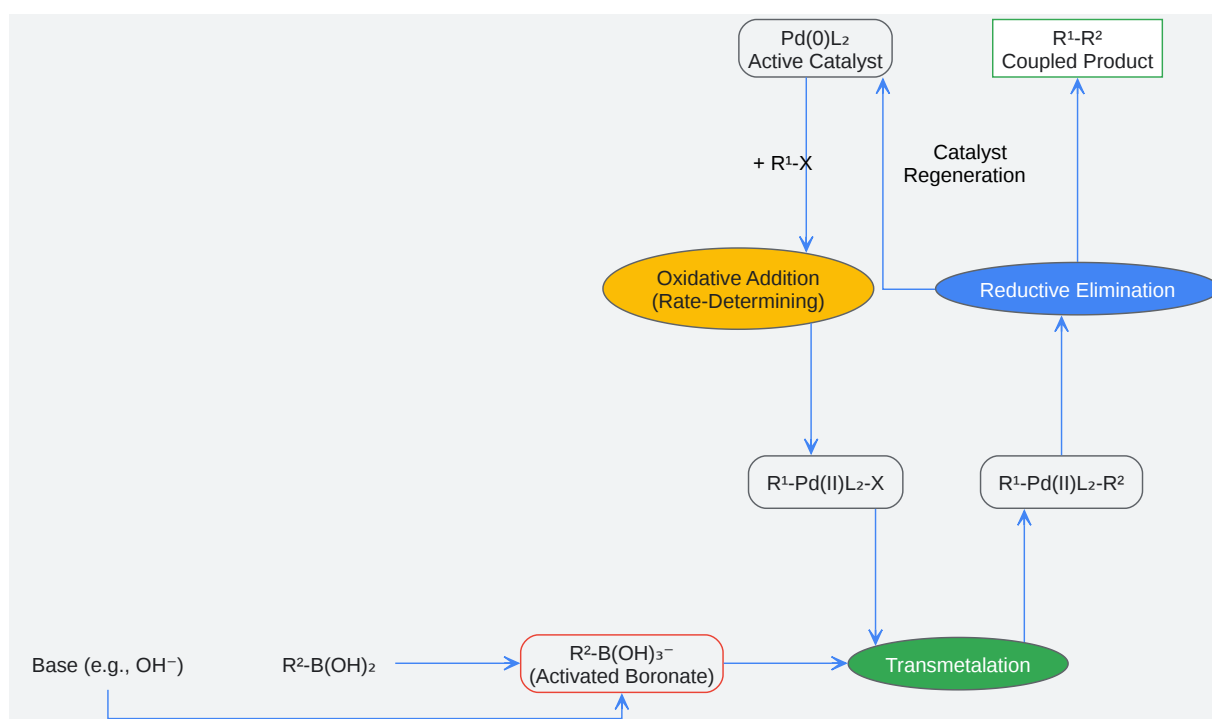 Pd(0)L₂
Active Catalyst
R¹-R²
Coupled Product
+ R¹-X
Catalyst
Regeneration
Oxidative Addition
(Rate-Determining)
Reductive Elimination
R¹-Pd(II)L₂-X
R¹-Pd(II)L₂-R²
Base (e.g., OH⁻)
R²-B(OH)₂
R²-B(OH)₃⁻
(Activated Boronate)
Transmetalation